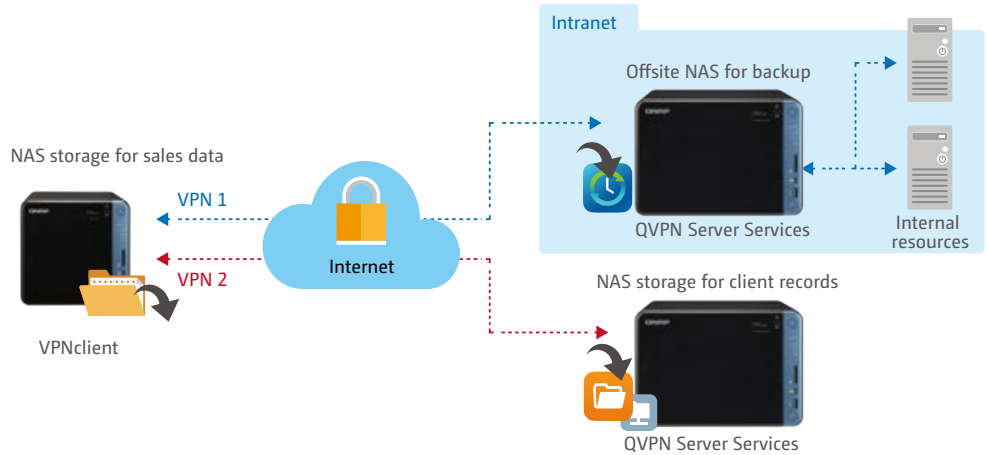 Intranet
Offsite NAS for backup
NAS storage for sales data
VPN 1
QVPN Server Services
Internal
resources
Internet
VPN 2
NAS storage for client records
VPNclient
QVPN Server Services